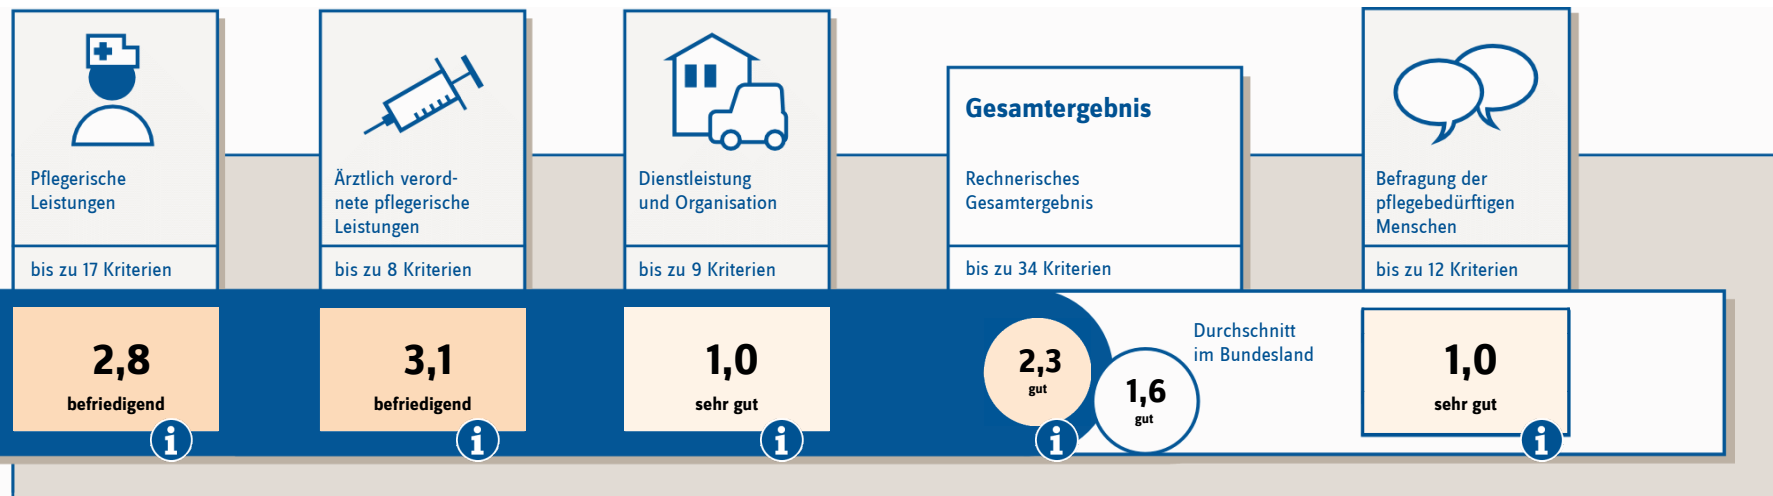 Pflegerische
Leistungen
bis zu 17 Kriterien
2,8
befriedigend
i
Ärztlich verord-
nete pflegerische
Leistungen
bis zu 8 Kriterien
3,1
befriedigend
i
Dienstleistung
und Organisation
bis zu 9 Kriterien
1,0
sehr gut
i
Gesamtergebnis
Rechnerisches
Gesamtergebnis
bis zu 34 Kriterien
2,3
gut
i
1,6
gut
Durchschnitt
im Bundesland
Befragung der
pflegebedürftigen
Menschen
bis zu 12 Kriterien
1,0
sehr gut
i